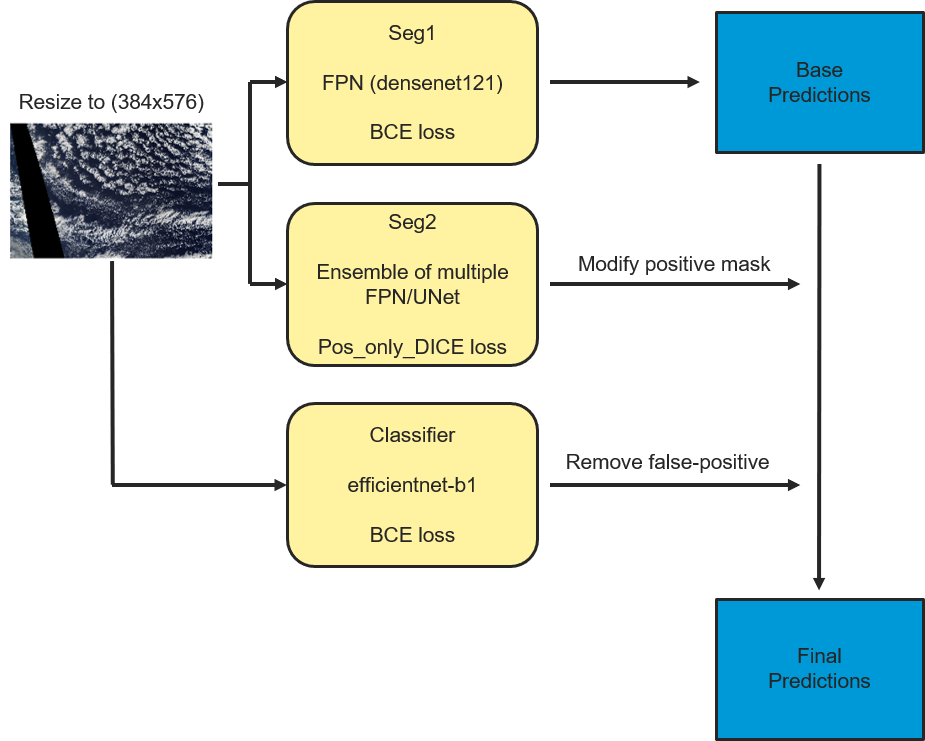 Resize to (384x576)
Seg1
FPN (densenet121)
BCE loss
Base
Predictions
Seg2
Ensemble of multiple
FPN/UNet
Pos_only_DICE loss
Modify positive mask
Classifier
efficientnet-b1
BCE loss
Remove false-positive
Final
Predictions